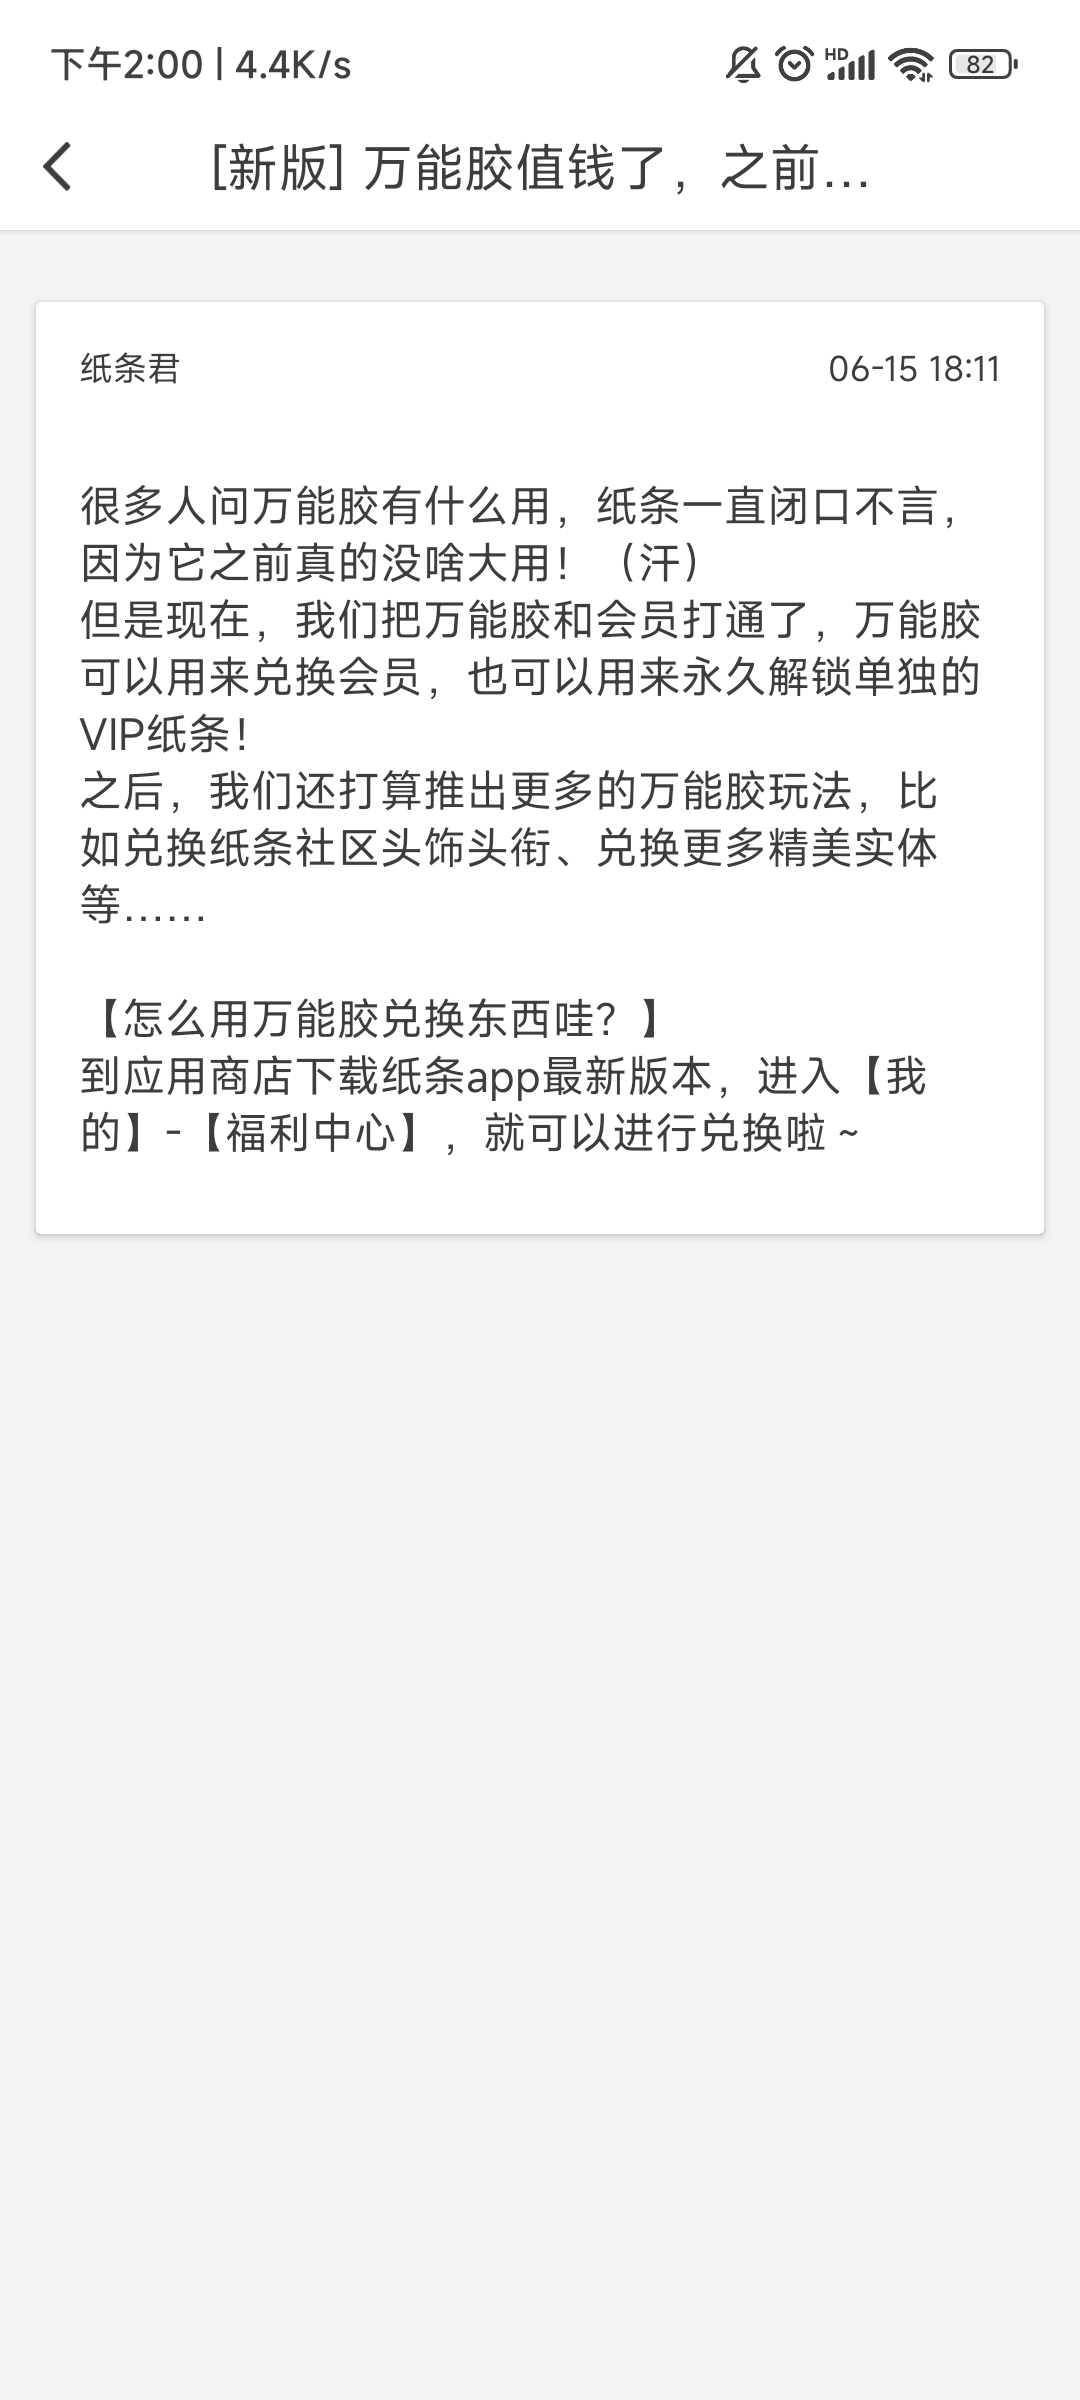 下午2:00 | 4.4K/s
HD
82
[新版] 万能胶值钱了，之前...
纸条君
06-15 18:11
很多人问万能胶有什么用，纸条一直闭口不言，
因为它之前真的没啥大用！（汗）
但是现在，我们把万能胶和会员打通了，万能胶
可以用来兑换会员，也可以用来永久解锁单独的
VIP纸条！
之后，我们还打算推出更多的万能胶玩法，比
如兑换纸条社区头饰头衔、兑换更多精美实体
等……
【怎么用万能胶兑换东西哇？】
到应用商店下载纸条app最新版本，进入【我
的】-【福利中心】，就可以进行兑换啦～